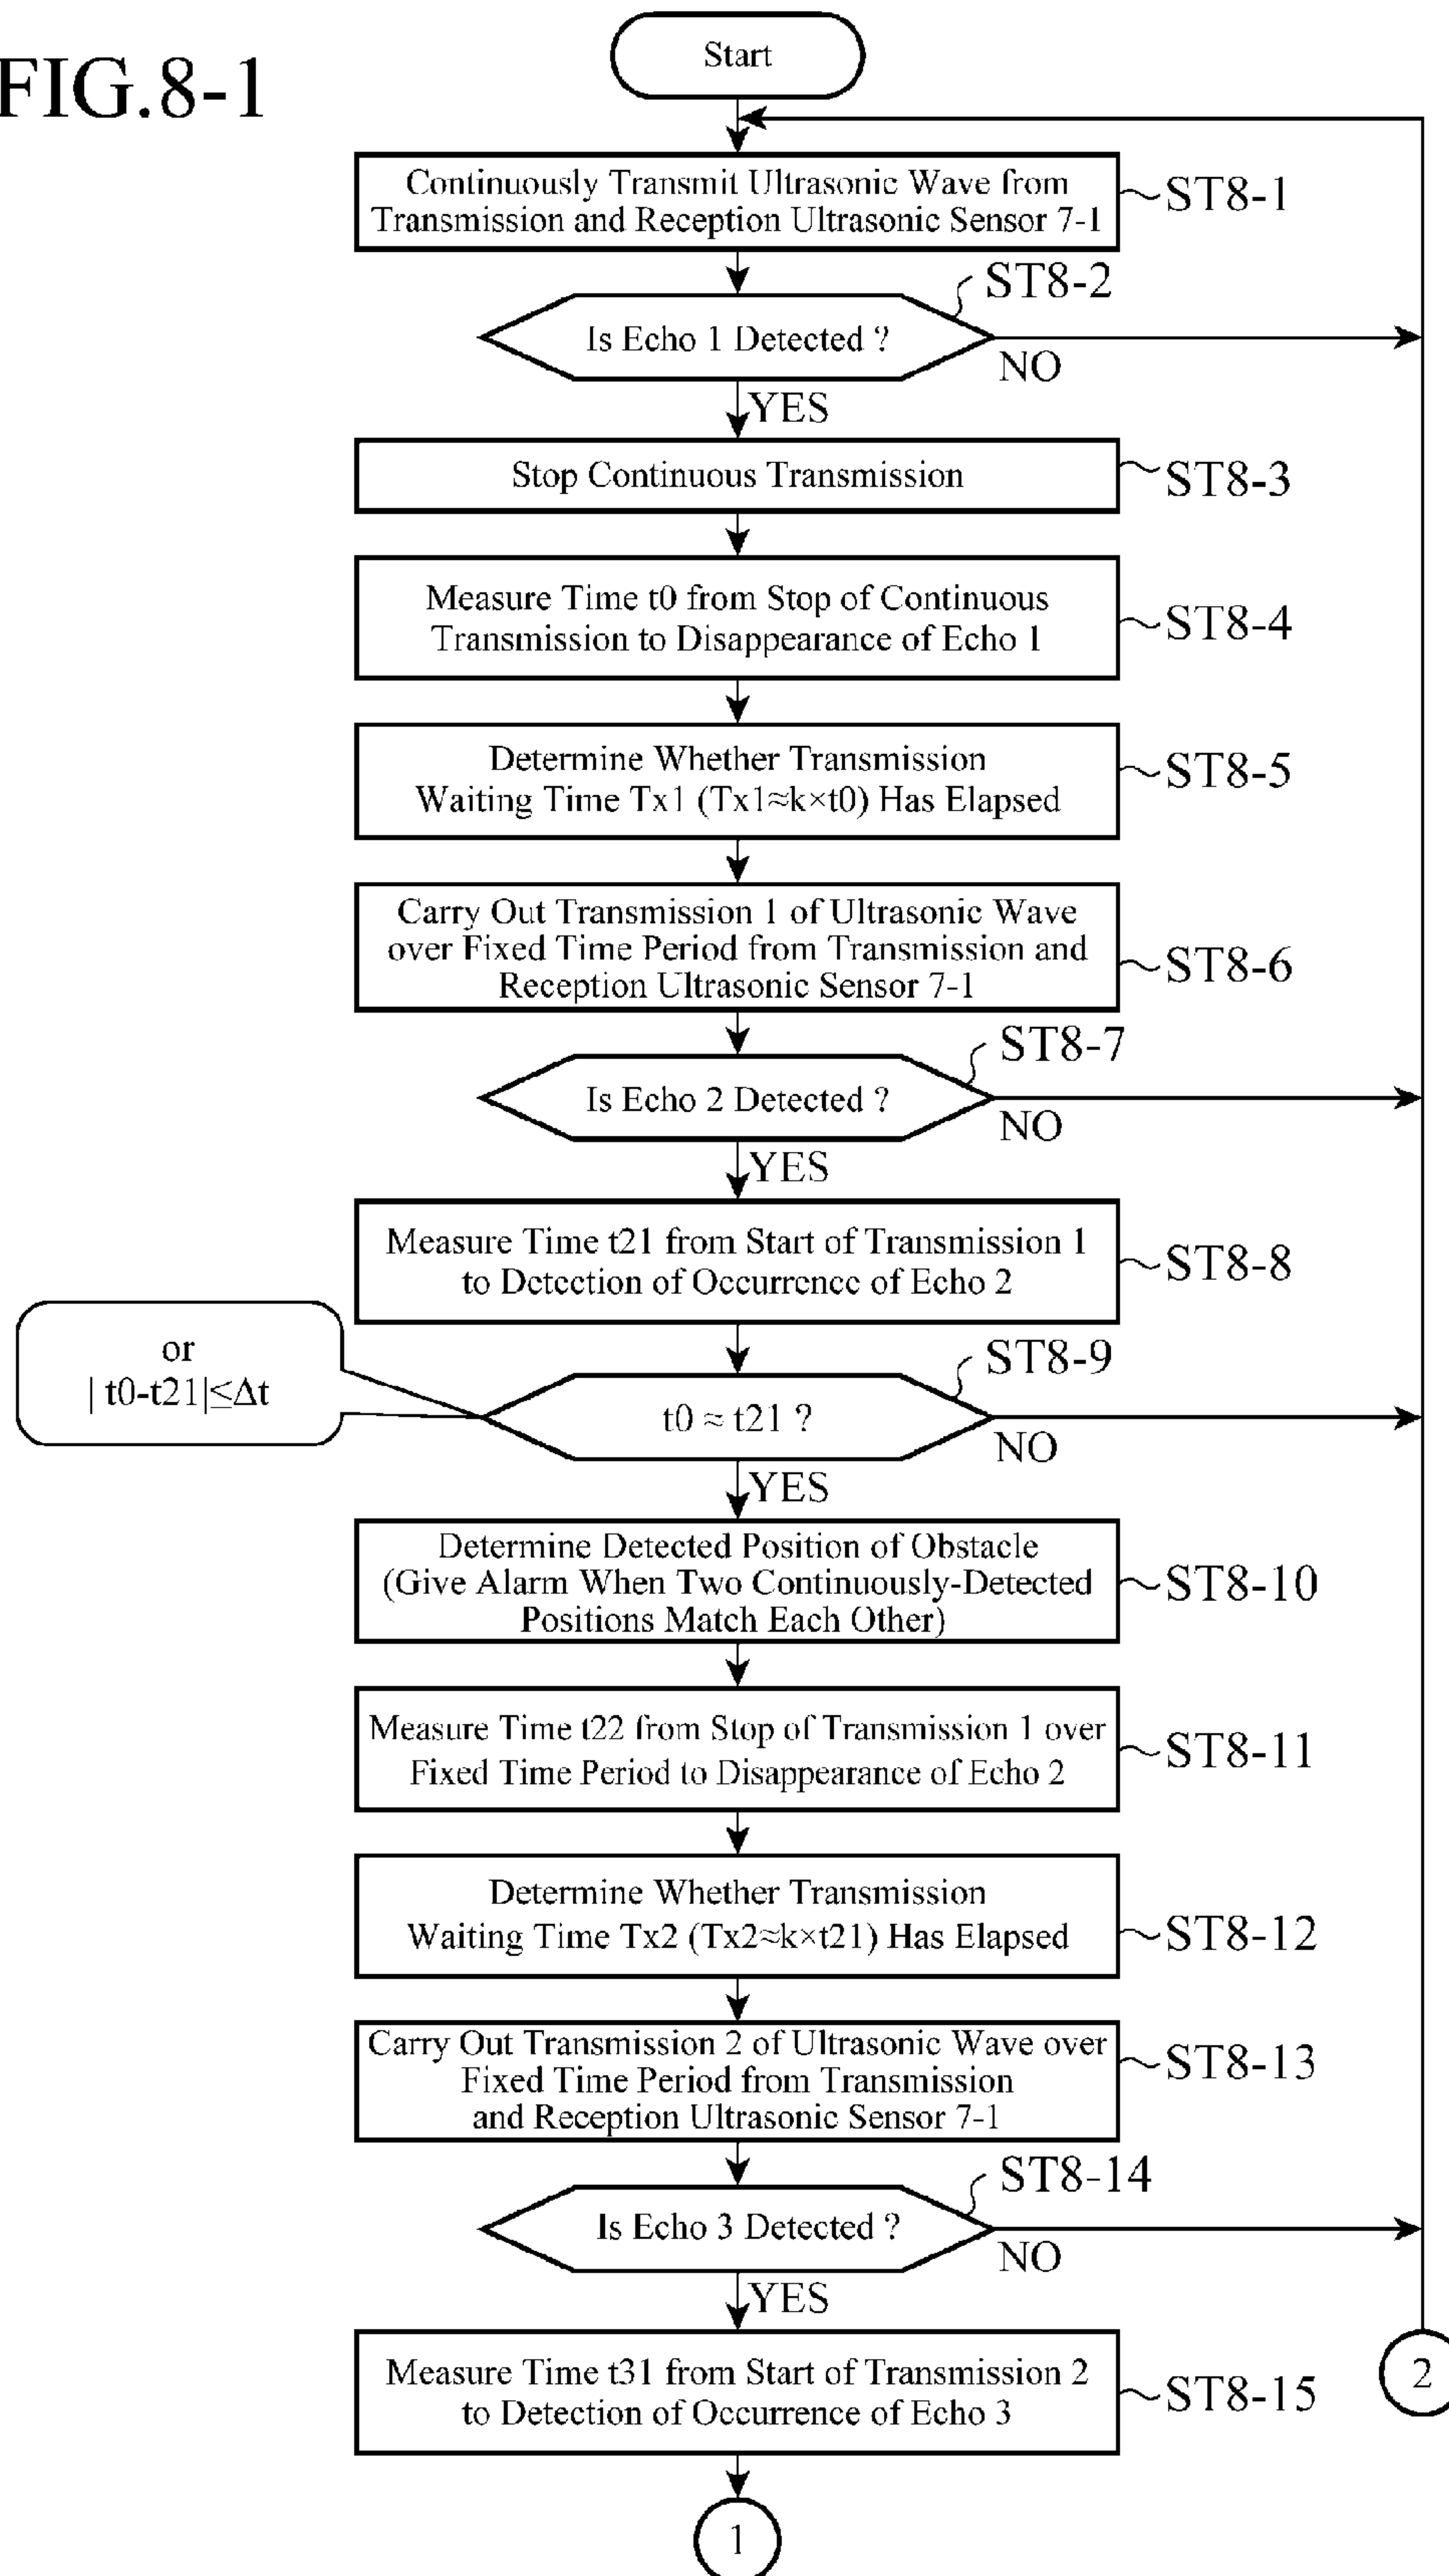 FIG.8-1
Start
Continuously Transmit Ultrasonic Wave from
Transmission and Reception Ultrasonic Sensor 7-1
ST8-1
ST8-2
Is Echo 1 Detected ?
NO
YES
Stop Continuous Transmission
ST8-3
Measure Time t0 from Stop of Continuous
Transmission to Disappearance of Echo 1
ST8-4
Determine Whether Transmission
Waiting Time Tx1 (Tx1≈k×t0) Has Elapsed
ST8-5
Carry Out Transmission 1 of Ultrasonic Wave
over Fixed Time Period from Transmission and
Reception Ultrasonic Sensor 7-1
ST8-6
ST8-7
Is Echo 2 Detected ?
NO
YES
Measure Time t21 from Start of Transmission 1
to Detection of Occurrence of Echo 2
ST8-8
or
| t0-t21|≤Δt
ST8-9
t0 ≈ t21 ?
NO
YES
Determine Detected Position of Obstacle
(Give Alarm When Two Continuously-Detected
Positions Match Each Other)
ST8-10
Measure Time t22 from Stop of Transmission 1 over
Fixed Time Period to Disappearance of Echo 2
ST8-11
Determine Whether Transmission
Waiting Time Tx2 (Tx2≈k×t21) Has Elapsed
ST8-12
Carry Out Transmission 2 of Ultrasonic Wave over
Fixed Time Period from Transmission
and Reception Ultrasonic Sensor 7-1
ST8-13
ST8-14
Is Echo 3 Detected ?
NO
YES
Measure Time t31 from Start of Transmission 2
to Detection of Occurrence of Echo 3
ST8-15
2
1